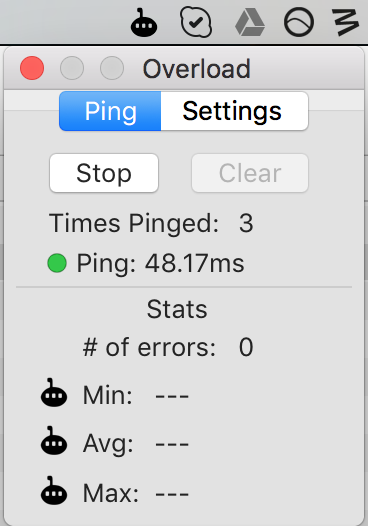 Overload
Ping Settings
Stop Clear
Times Pinged: 3
Ping: 48.17ms
Stats
# of errors: 0
Min: ---
Avg: ---
Max: ---